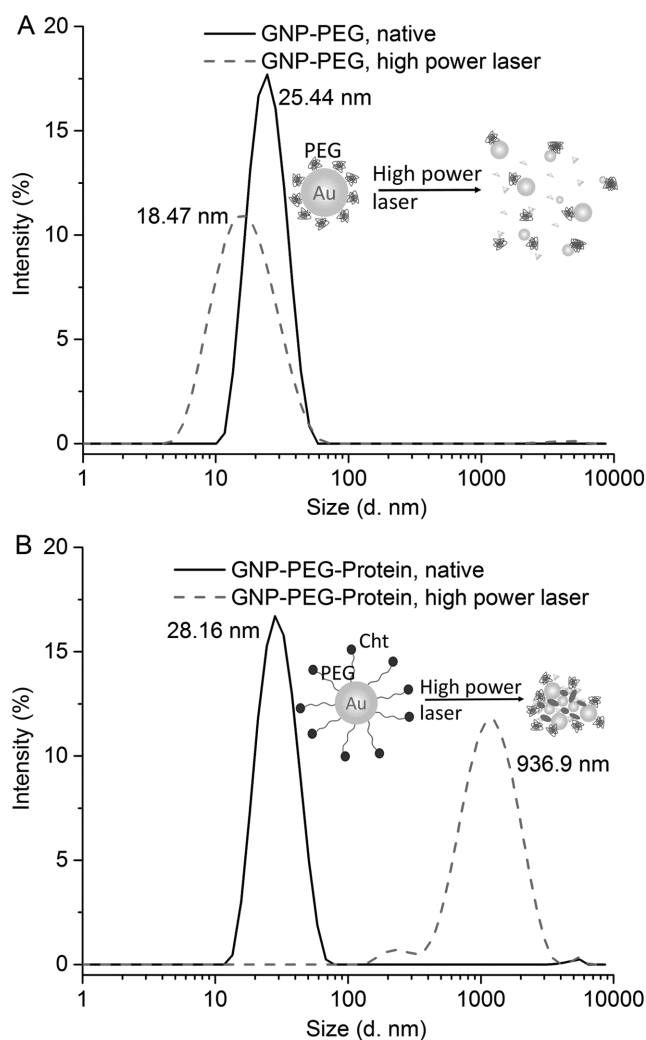 A
20
15
10
5
0
Intensity (%)
GNP-PEG, native
GNP-PEG, high power laser
25.44 nm
18.47 nm
PEG
Au
High power
laser
1 10 100 1000 10000
Size (d. nm)
B
20
15
10
5
0
Intensity (%)
GNP-PEG-Protein, native
GNP-PEG-Protein, high power laser
28.16 nm
Cht
PEG
Au
High power
laser
936.9 nm
1 10 100 1000 10000
Size (d. nm)